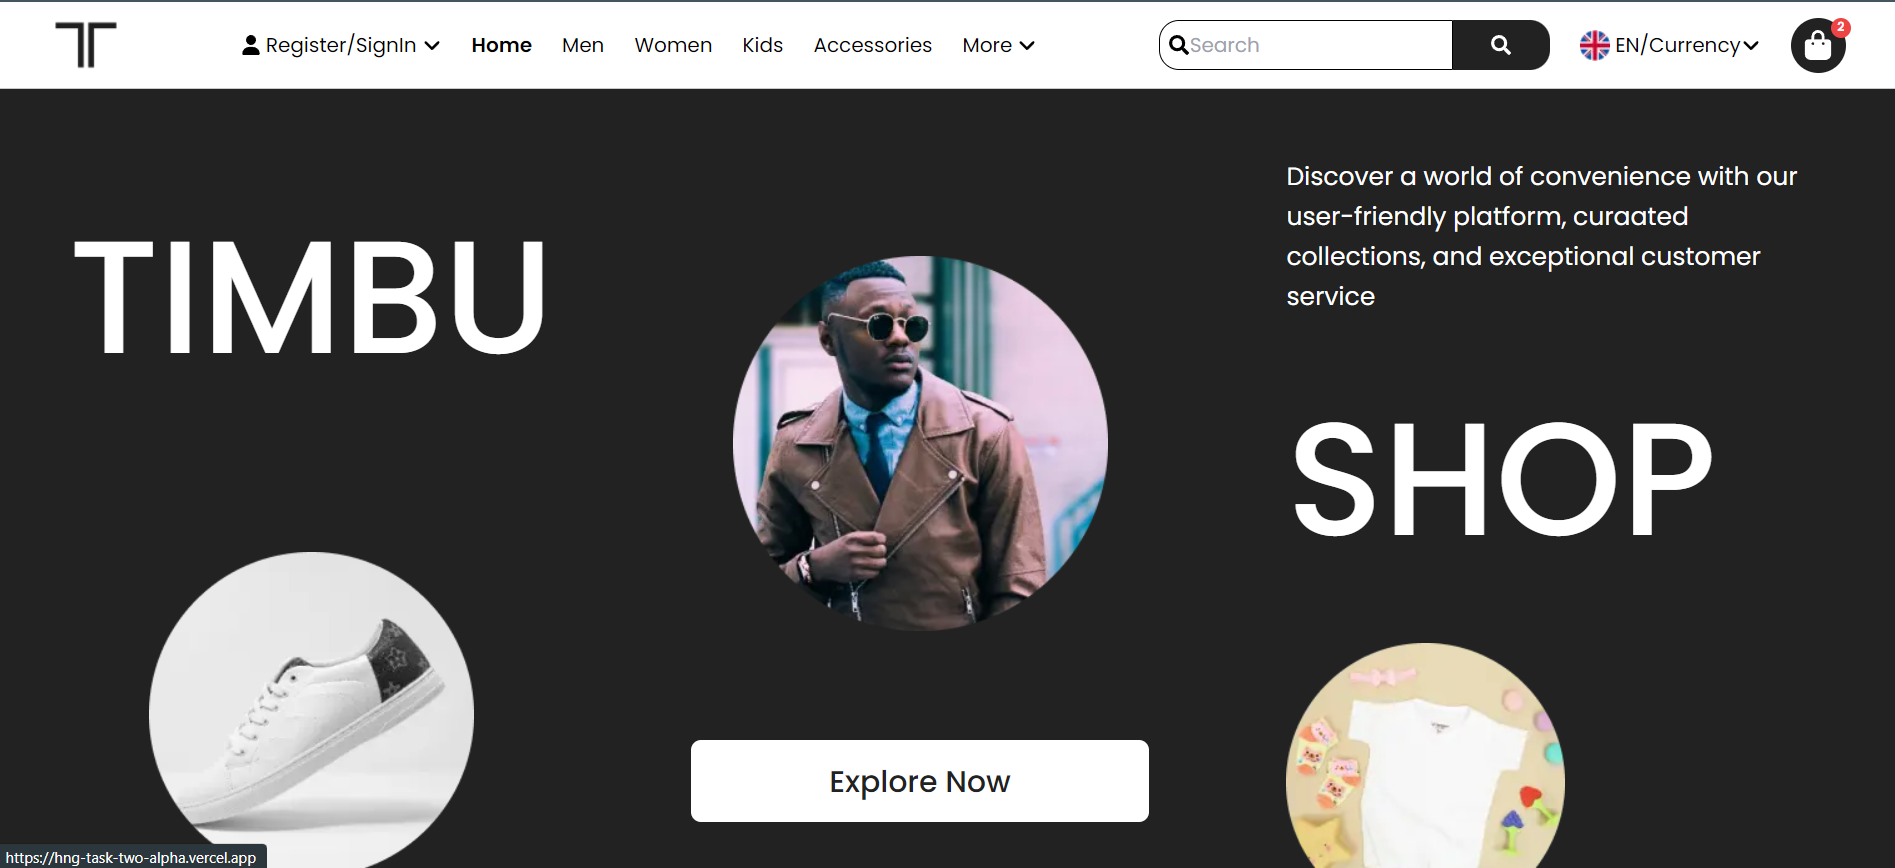 Register/SignIn
Home
Men
Women
Kids
Accessories
More
Search
EN/Currency
2
Discover a world of convenience with our
user-friendly platform, curaated
collections, and exceptional customer
service
TIMBU
SHOP
Explore Now
https://hng-task-two-alpha.vercel.app